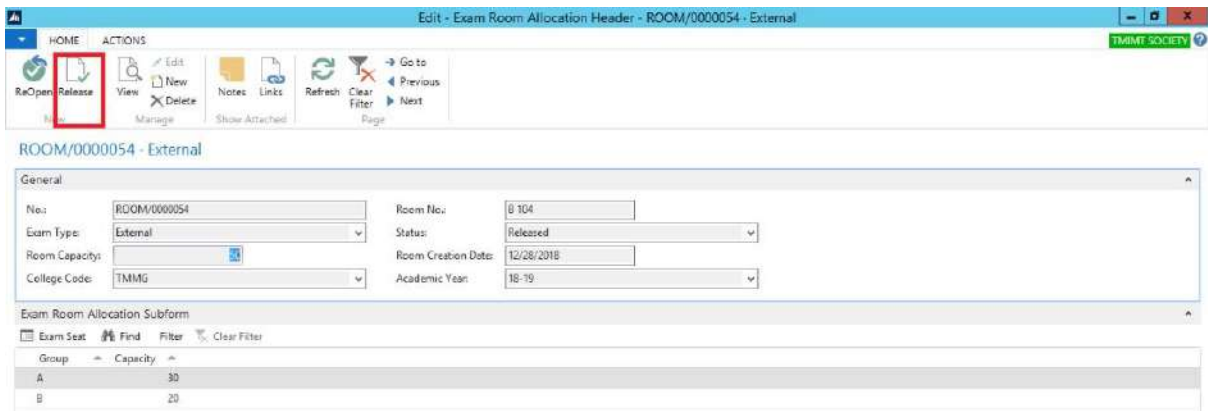 Edit - Exam Room Allocation Header - ROOM/0000054 - External
HOME ACTIONS TMIMT SOCIETY
ReOpen Release View Edit New Delete Notes Links Refresh Clear Filter Go to Previous Next
Manage Show Attached Page
ROOM/0000054 - External
General
No.: ROOM/0000054 Room No.: B 104
Exam Type: External Status: Released
Room Capacity: Room Creation Date: 12/28/2018
College Code: TMMG Academic Year: 18-19
Exam Room Allocation Subform
Exam Seat Find Filter Clear Filter
Group Capacity
A 30
B 20